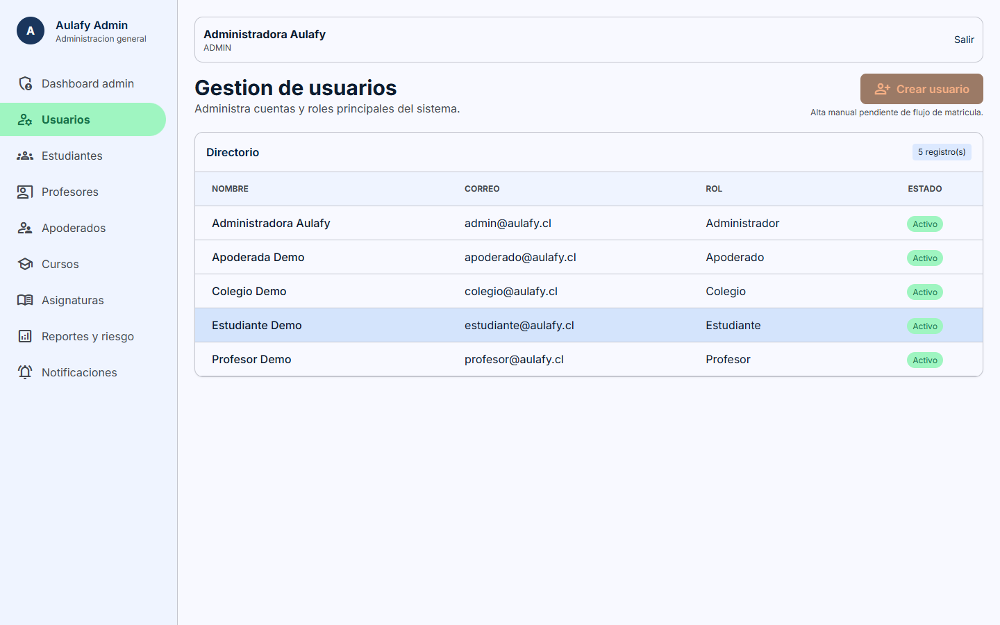 A
Aulafy Admin
Administracion general
Dashboard admin
Usuarios
Estudiantes
Profesores
Apoderados
Cursos
Asignaturas
Reportes y riesgo
Notificaciones
Administradora Aulafy
ADMIN
Salir
Gestion de usuarios
Administra cuentas y roles principales del sistema.
Crear usuario
Alta manual pendiente de flujo de matricula.
Directorio
5 registro(s)
NOMBRE CORREO ROL ESTADO
Administradora Aulafy admin@aulafy.cl Administrador Activo
Apoderada Demo apoderado@aulafy.cl Apoderado Activo
Colegio Demo colegio@aulafy.cl Colegio Activo
Estudiante Demo estudiante@aulafy.cl Estudiante Activo
Profesor Demo profesor@aulafy.cl Profesor Activo